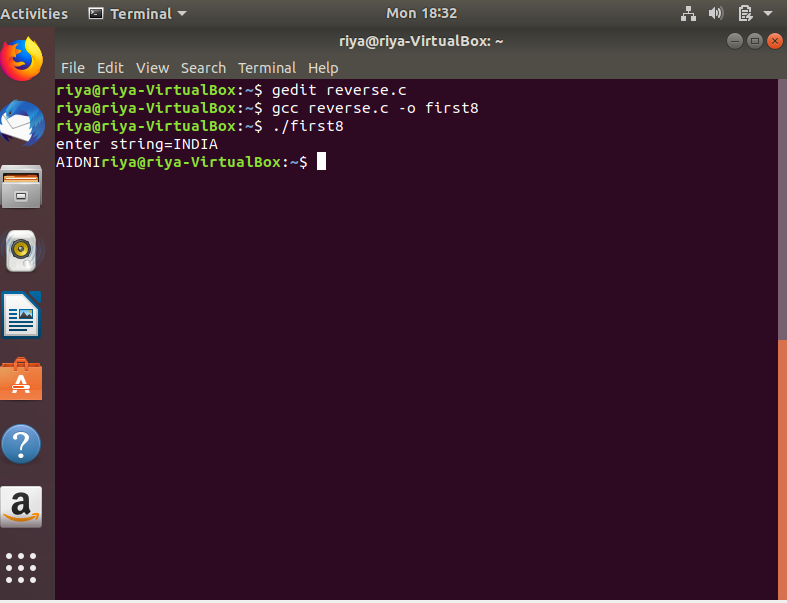 Activities Terminal Mon 18:32
riya@riya-VirtualBox: ~
File Edit View Search Terminal Help
riya@riya-VirtualBox:~$ gedit reverse.c
riya@riya-VirtualBox:~$ gcc reverse.c -o first8
riya@riya-VirtualBox:~$ ./first8
enter string=INDIA
AIDNIriya@riya-VirtualBox:~$